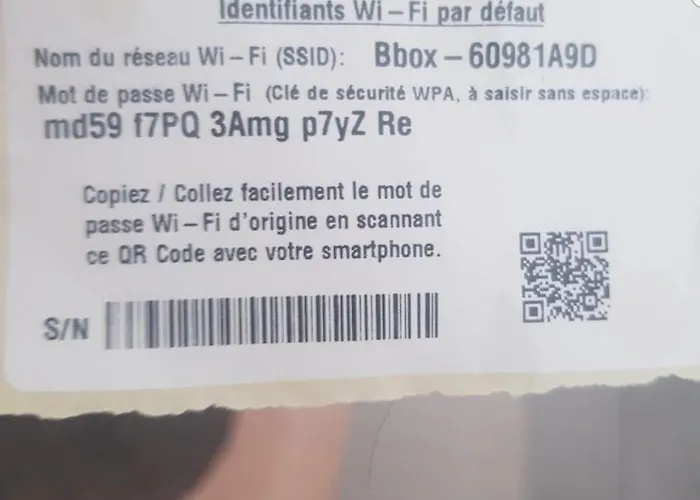 Identifiants Wi-Fi par défaut
Nom du réseau Wi-Fi (SSID): Bbox-60981A9D
Mot de passe Wi-Fi (Clé de sécurité WPA, à saisir sans espace):
md59 f7PQ 3Amg p7yZ Re
Copiez / Collez facilement le mot de
passe Wi-Fi d'origine en scannant
ce QR Code avec votre smartphone.
S/N